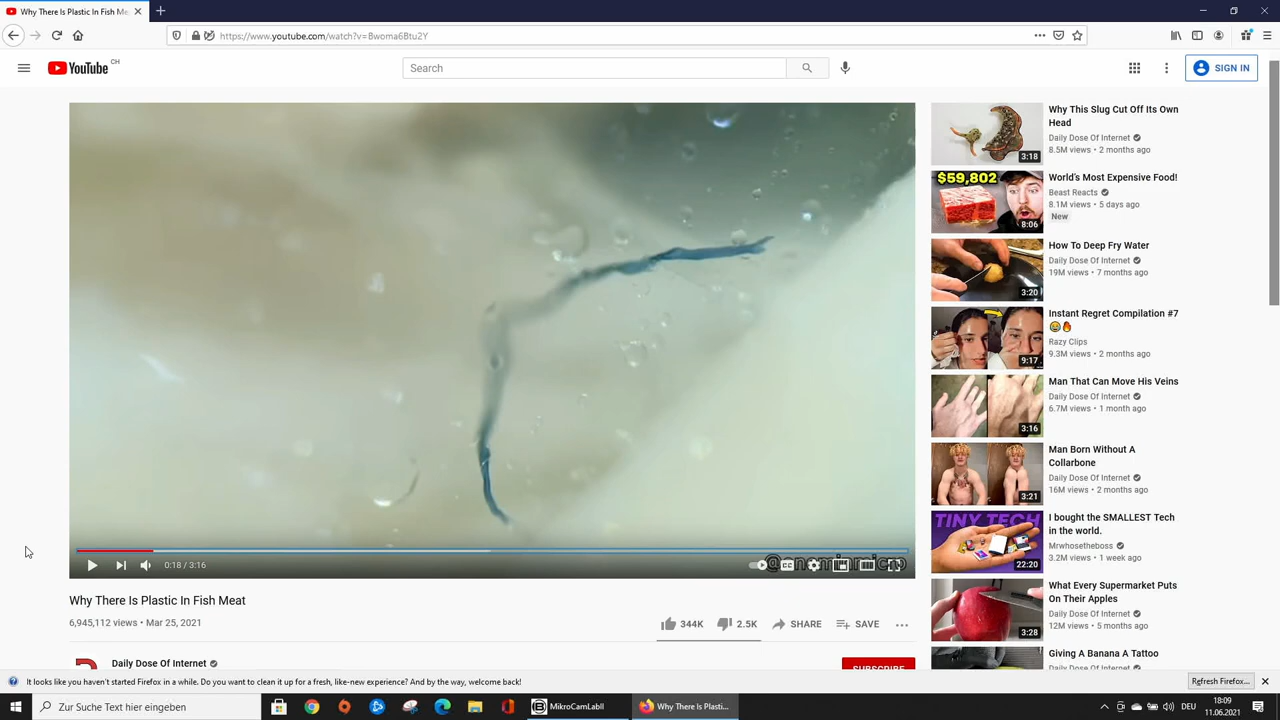 Why There Is Plastic In Fish Mea
https://www.youtube.com/watch?v=Bwoma6Btu2Y
YouTube CH
Search
SIGN IN
0:18 / 3:16
CC
Why There Is Plastic In Fish Meat
6,945,112 views • Mar 25, 2021
344K
2.5K
SHARE
SAVE
Daily Dose Of Internet
SUBSCRIBE
Why This Slug Cut Off Its Own
Head
Daily Dose Of Internet
8.5M views • 2 months ago
3:18
$59,802
World's Most Expensive Food!
Beast Reacts
8.1M views • 5 days ago
New
8:06
How To Deep Fry Water
Daily Dose Of Internet
19M views • 7 months ago
3:20
Instant Regret Compilation #7
😂🔥
Razy Clips
9.3M views • 2 months ago
9:17
Man That Can Move His Veins
Daily Dose Of Internet
6.7M views • 1 month ago
3:16
Man Born Without A
Collarbone
Daily Dose Of Internet
16M views • 2 months ago
3:21
TINY TECH
I bought the SMALLEST Tech
in the world.
Mrwhosetheboss
3.2M views • 1 week ago
22:20
What Every Supermarket Puts
On Their Apples
Daily Dose Of Internet
12M views • 5 months ago
3:28
Giving A Banana A Tattoo
Daily Dose Of Internet
It looks like you haven't started Firefox in a while. Do you want to clean it up for a fresh, like-new experience? And by the way, welcome back!
Refresh Firefox...
Zur Suche Text hier eingeben
MikroCamLabII
Why There Is Plasti...
DEU
18:09
11.06.2021